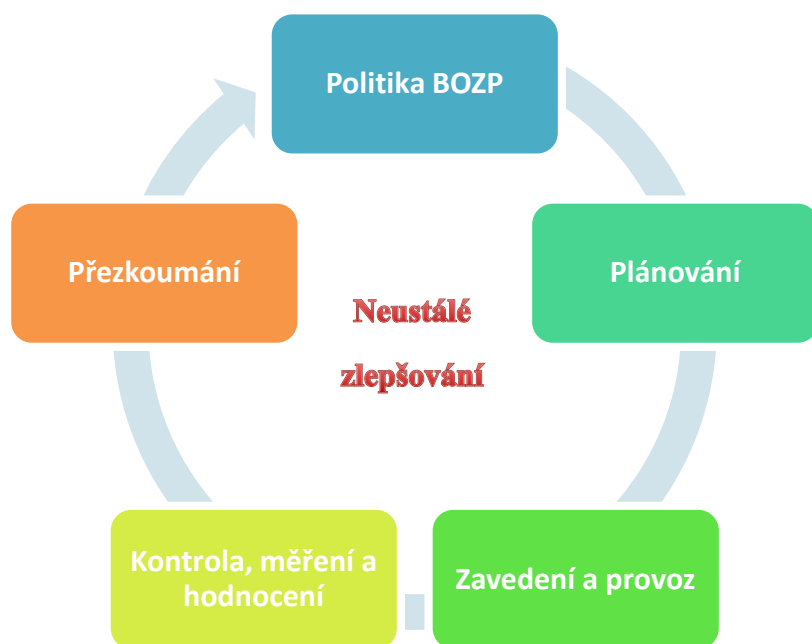 Politika BOZP
Plánování
Zavedení a provoz
Kontrola, měření a
hodnocení
Přezkoumání
Neustálé
zlepšování